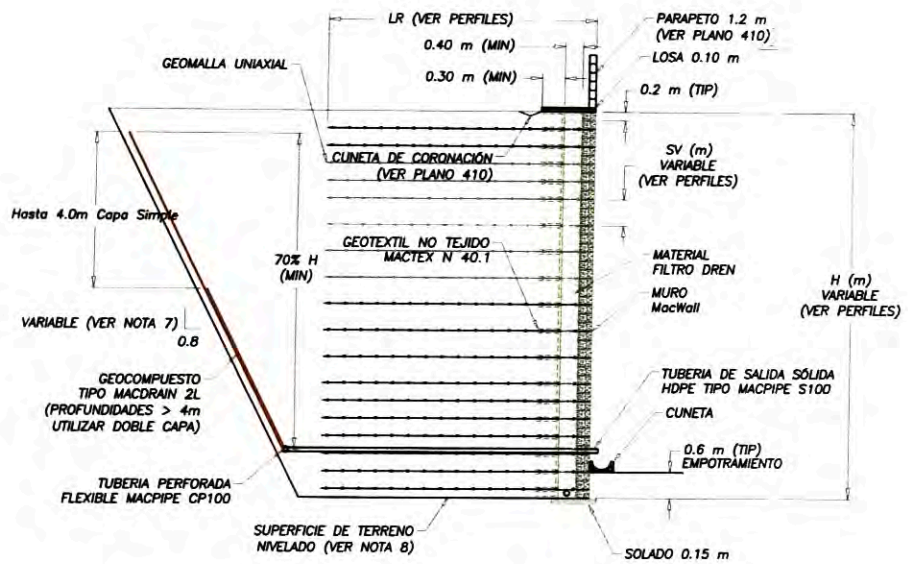 LR (VER PERFILES)
PARAPETO 1.2 m
(VER PLANO 410)
0.40 m (MIN)
GEOMALLA UNIAXIAL
LOSA 0.10 m
0.30 m (MIN)
0.2 m (TIP)
CUNETA DE CORONACIÓN
(VER PLANO 410)
SV (m)
VARIABLE
(VER PERFILES)
Hasta 4.0m Capa Simple
70% H
(MIN)
GEOTEXTIL NO TEJIDO
MACTEX N 40.1
MATERIAL
FILTRO DREN
MURO
MacWall
H (m)
VARIABLE
(VER PERFILES)
VARIABLE (VER NOTA 7)
0.8
GEOCOMPUESTO
TIPO MACDRAIN 2L
(PROFUNDIDADES > 4m
UTILIZAR DOBLE CAPA)
TUBERIA DE SALIDA SÓLIDA
HDPE TIPO MACPIPE S100
CUNETA
0.6 m (TIP)
EMPOTRAMIENTO
TUBERIA PERFORADA
FLEXIBLE MACPIPE CP100
SUPERFICIE DE TERRENO
NIVELADO (VER NOTA 8)
SOLADO 0.15 m